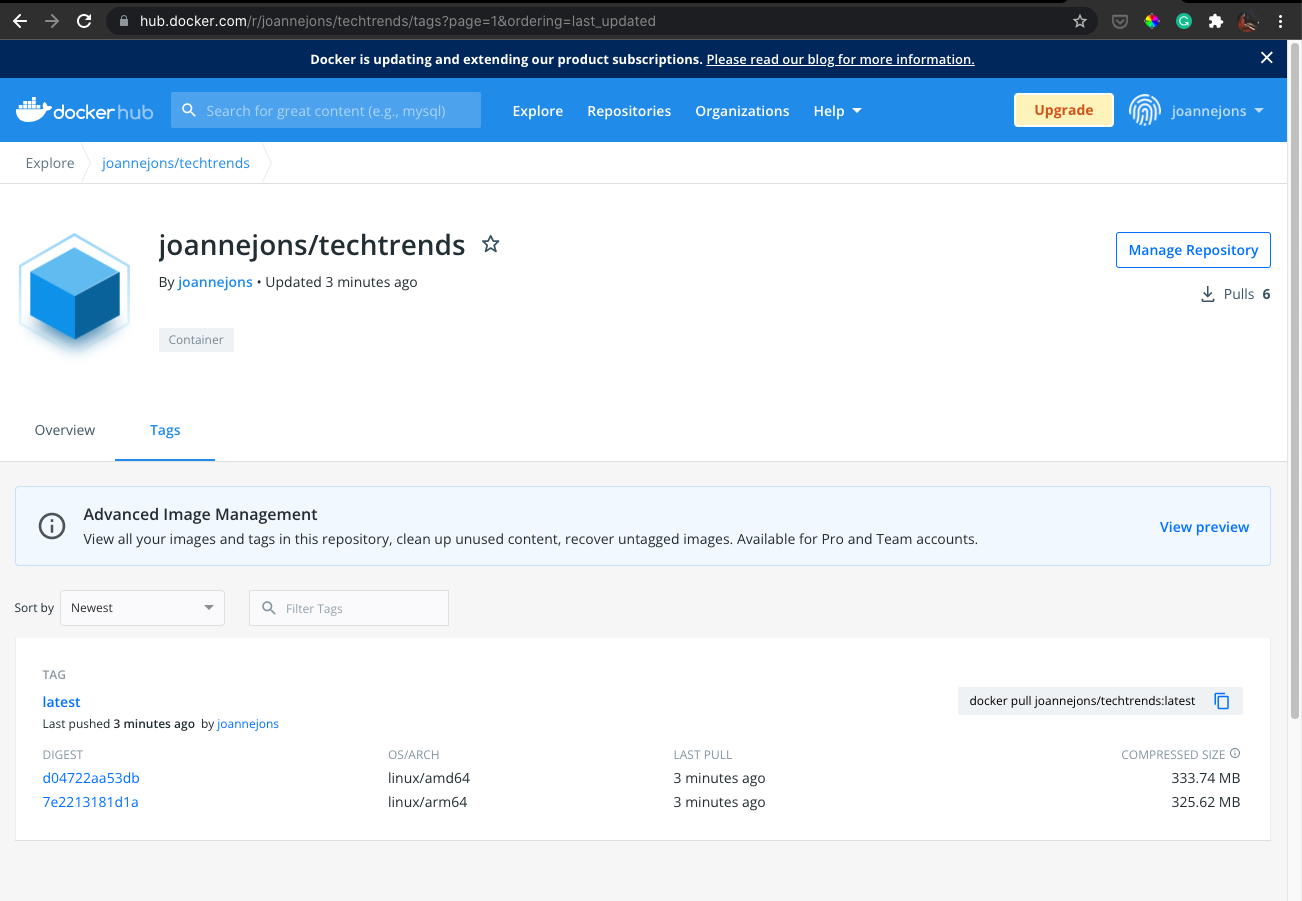 hub.docker.com/r/joannejons/techtrends/tags?page=1&ordering=last_updated
Docker is updating and extending our product subscriptions. Please read our blog for more information.
docker hub
Search for great content (e.g., mysql)
Explore
Repositories
Organizations
Help
Upgrade
joannejons
Explore
joannejons/techtrends
joannejons/techtrends
Manage Repository
By joannejons • Updated 3 minutes ago
Pulls 6
Container
Overview
Tags
Advanced Image Management
View all your images and tags in this repository, clean up unused content, recover untagged images. Available for Pro and Team accounts.
View preview
Sort by
Newest
Filter Tags
TAG
latest
docker pull joannejons/techtrends:latest
Last pushed 3 minutes ago by joannejons
DIGEST OS/ARCH LAST PULL COMPRESSED SIZE
d04722aa53db linux/amd64 3 minutes ago 333.74 MB
7e2213181d1a linux/arm64 3 minutes ago 325.62 MB